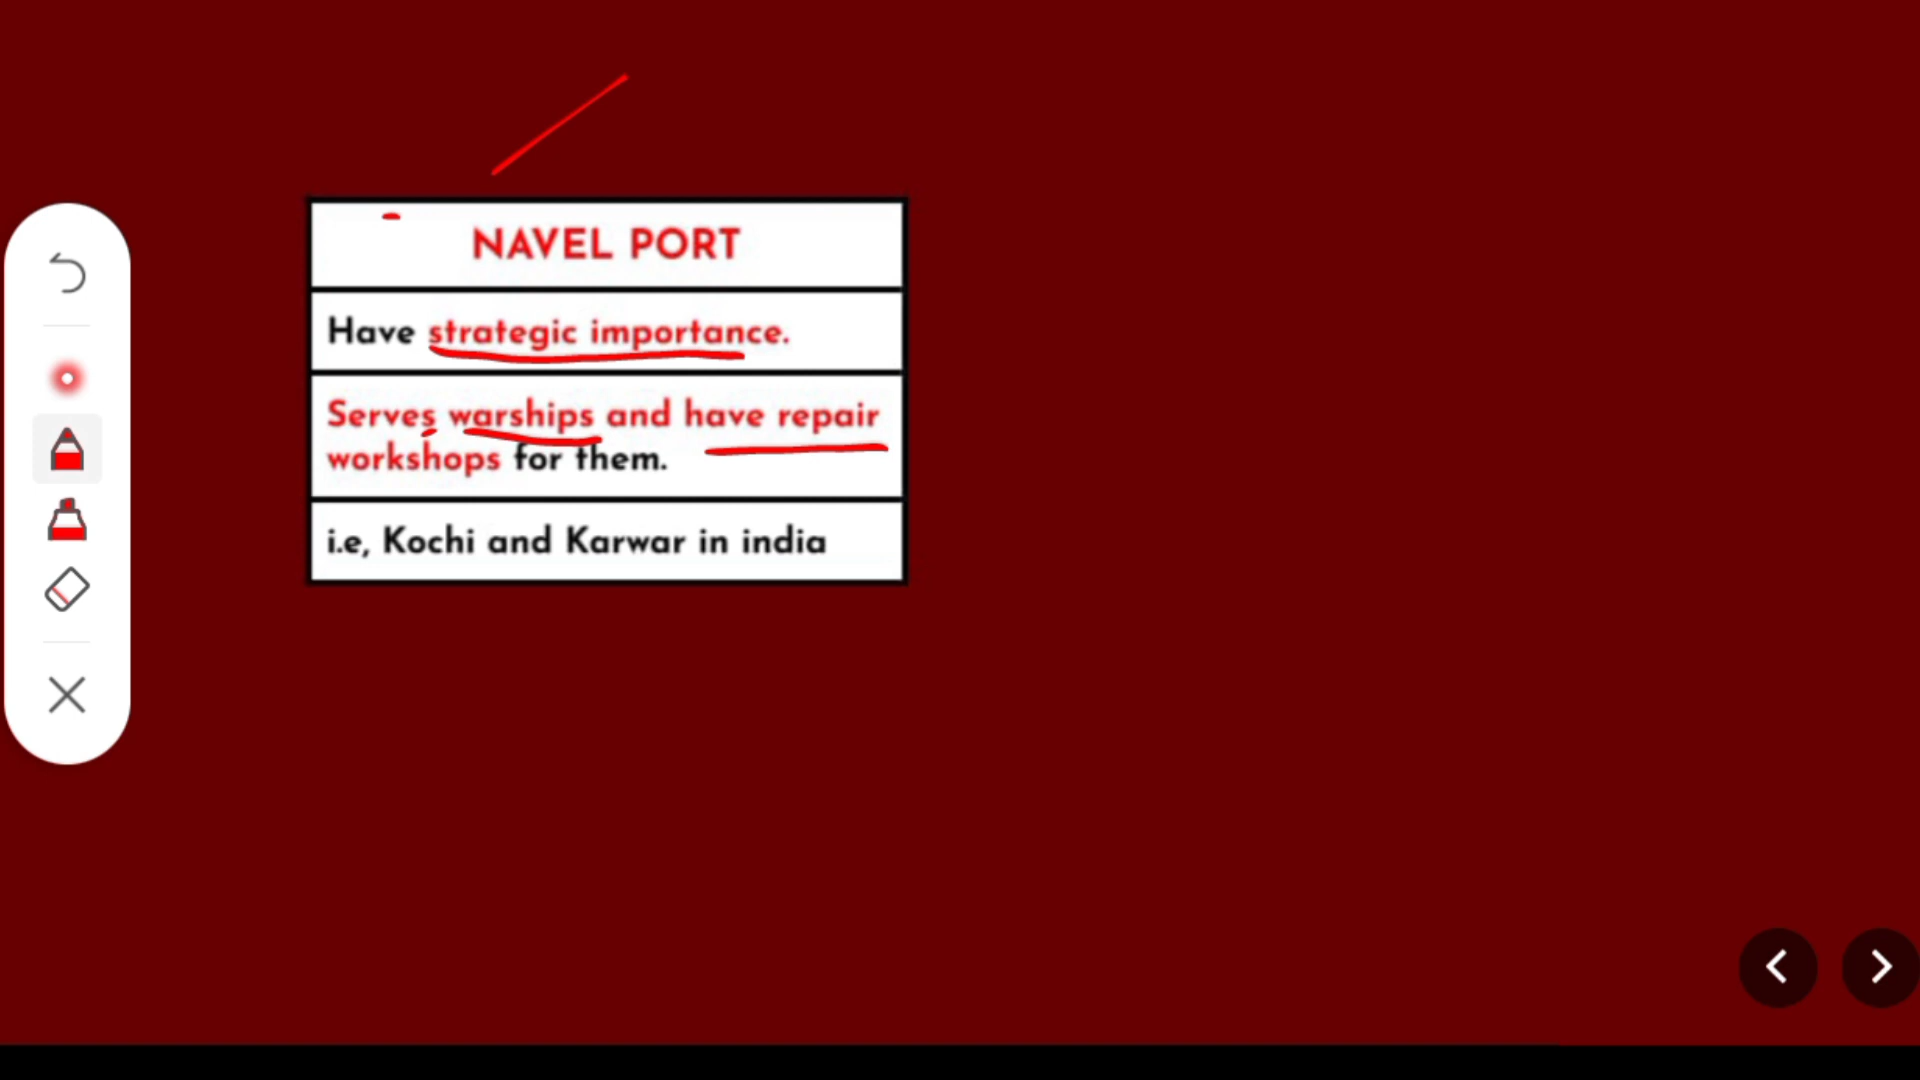 NAVEL PORT
Have strategic importance.
Serves warships and have repair
workshops for them.
i.e, Kochi and Karwar in india